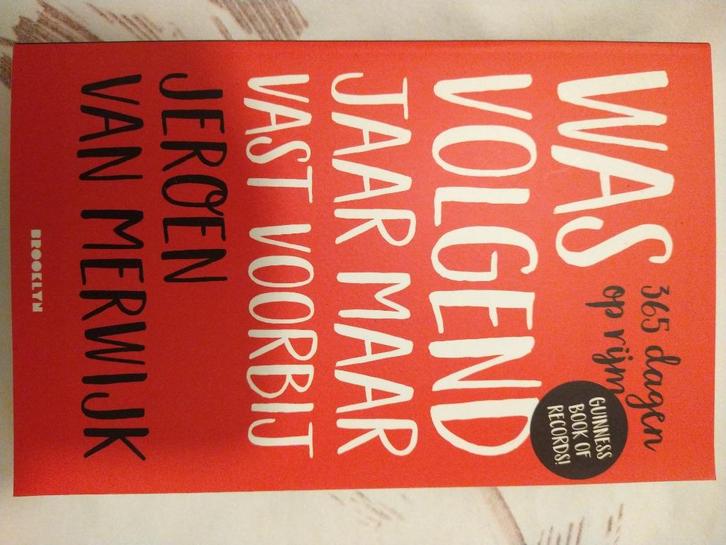 WAS
365 dagen
op rijm
VOLGEND
GUINNESS
BOOK OF
RECORDS!
JAAR MAAR
VAST VOORBIJ
JEROEN
VAN MERWIJK
BROOKLYN